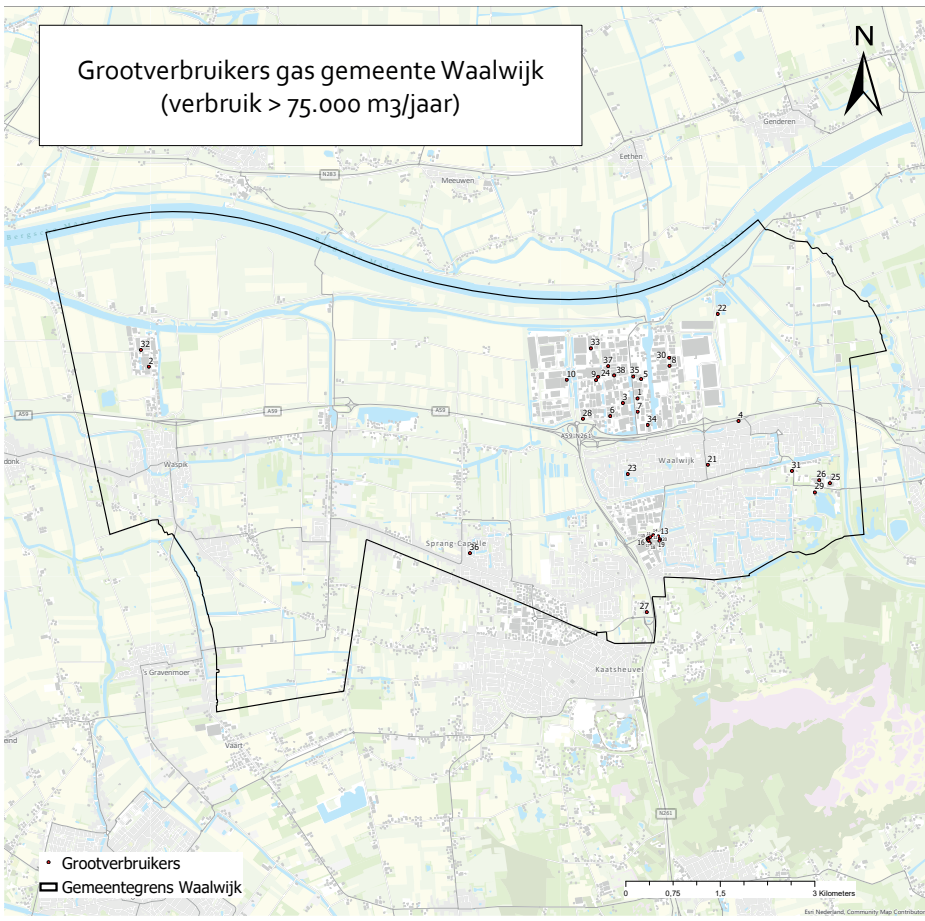 Grootverbruikers gas gemeente Waalwijk
(verbruik > 75.000 m3/jaar)
N
Genderen
Eethen
N283
Meeuwen
22
33
32
30
37
8
2
10
9
24
38
35
5
3
1
A59
A59
28
6
7
34
4
A59|N261
Waspik
Waalwijk
21
23
31
26
25
29
13
Sprang-Capelle
16
19
36
27
Kaatsheuvel
's Gravenmoer
Vaart
N261
Grootverbruikers
Gemeentegrens Waalwijk
0
0,75
1,5
3 Kilometers
Esri Nederland, Community Map Contributor